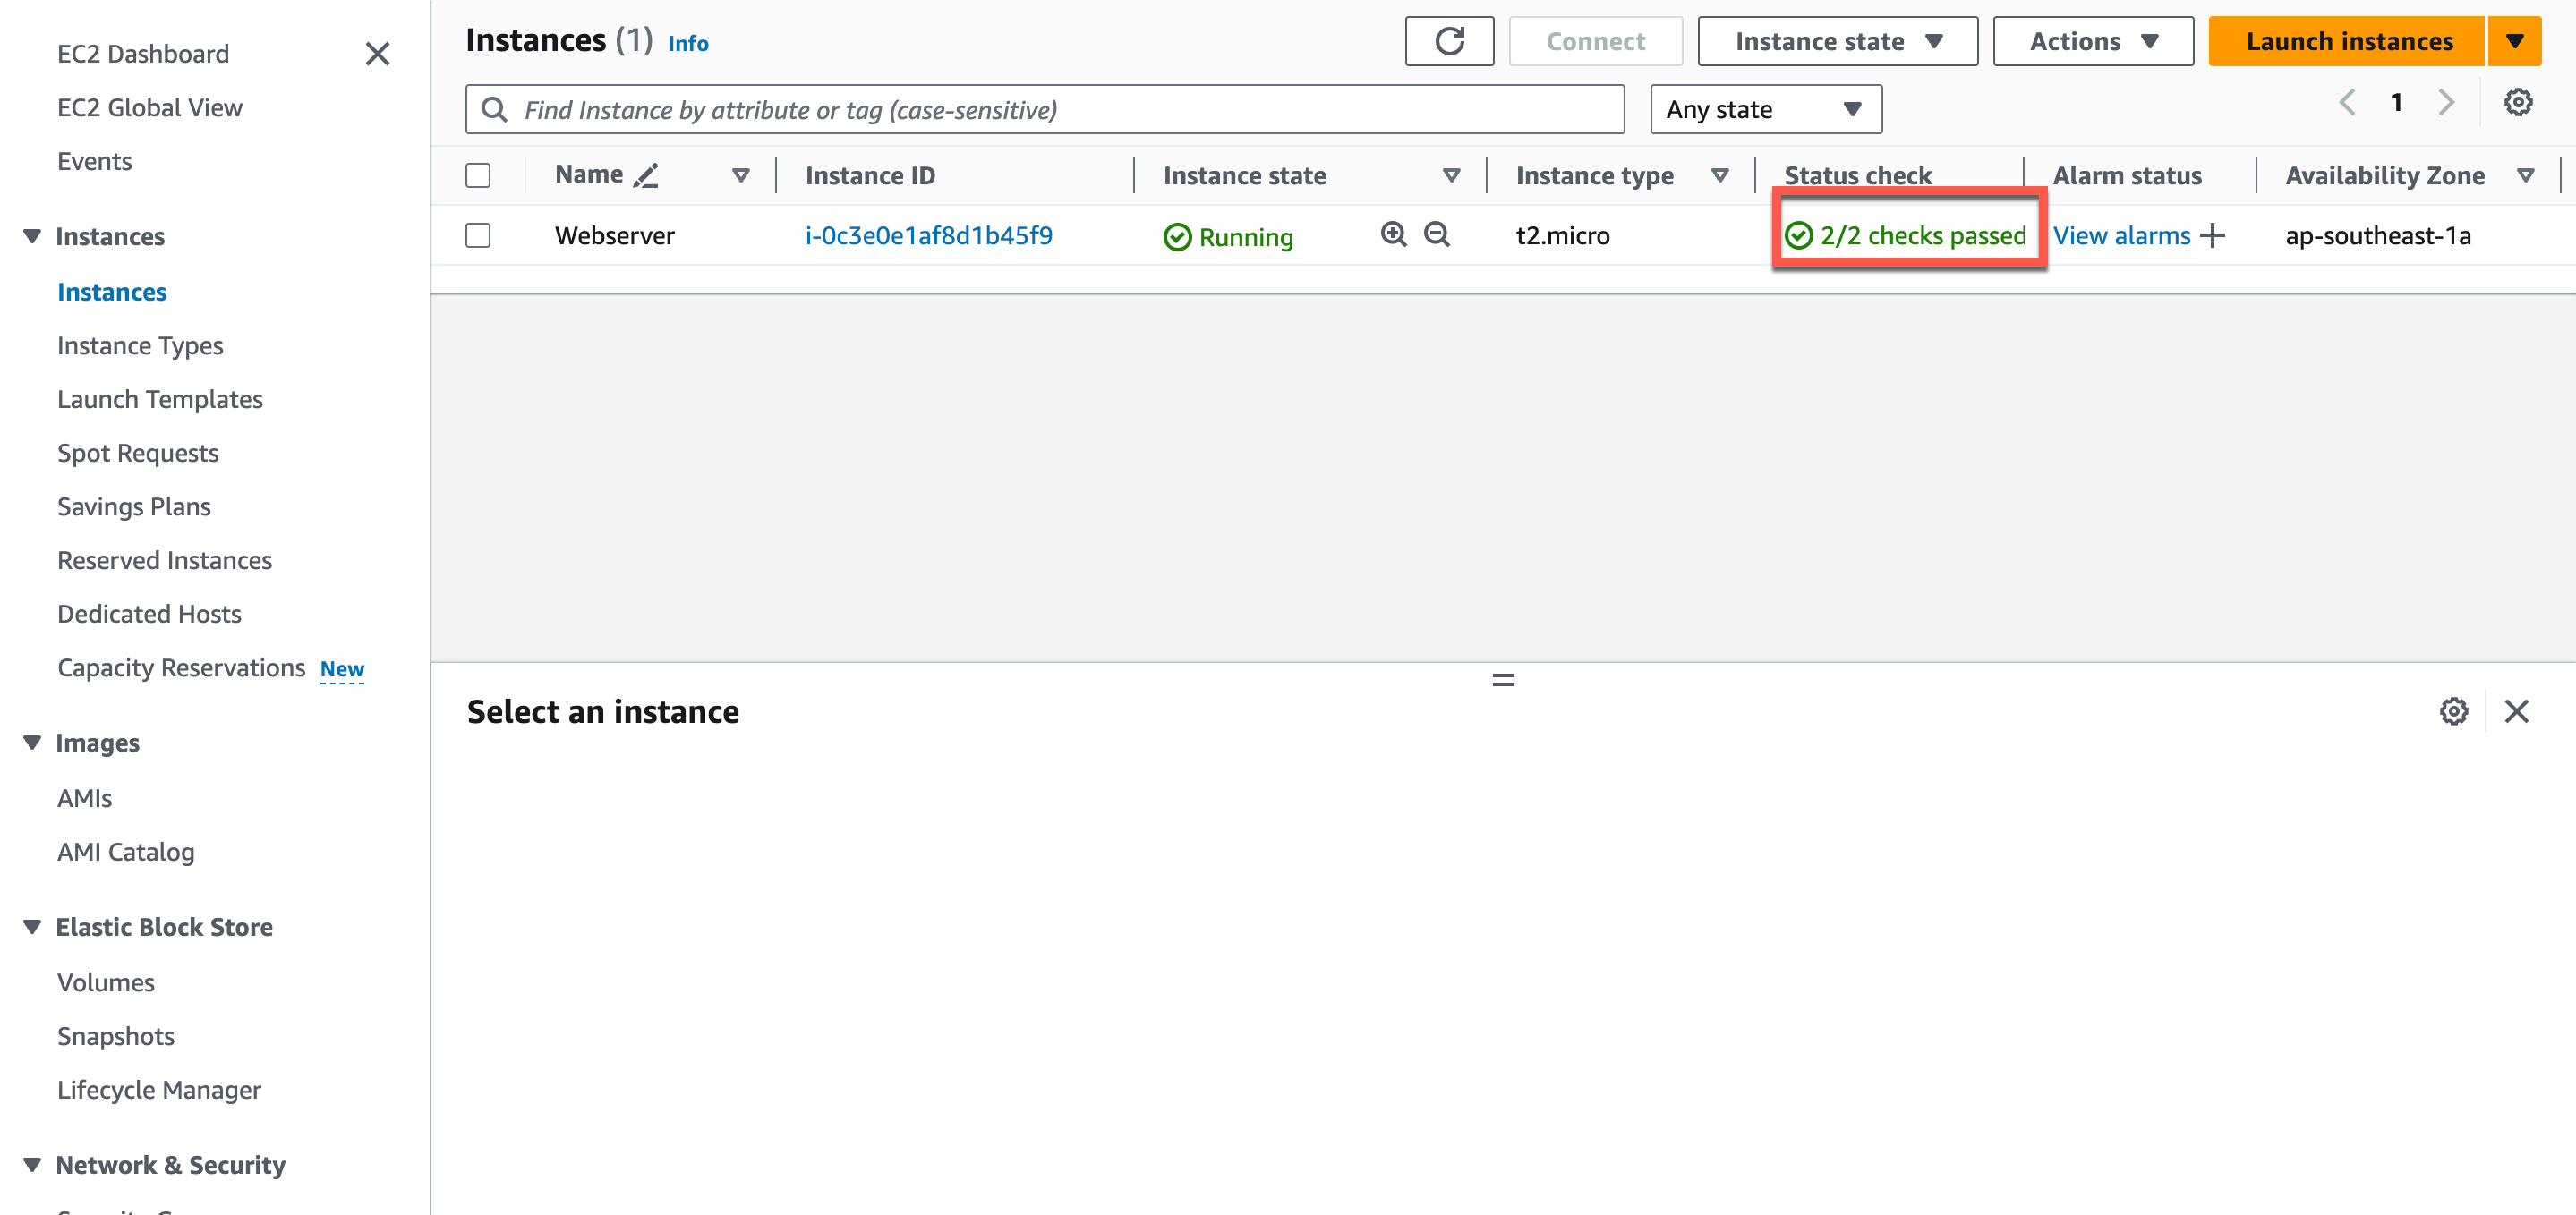 EC2 Dashboard
EC2 Global View
Events
Instances
Instances
Instance Types
Launch Templates
Spot Requests
Savings Plans
Reserved Instances
Dedicated Hosts
Capacity Reservations New
Images
AMIs
AMI Catalog
Elastic Block Store
Volumes
Snapshots
Lifecycle Manager
Network & Security
Instances (1) Info
Connect
Instance state
Actions
Launch instances
Find Instance by attribute or tag (case-sensitive)
Any state
1
Name Instance ID Instance state Instance type Status check Alarm status Availability Zone
Webserver i-0c3e0e1af8d1b45f9 Running t2.micro 2/2 checks passed View alarms + ap-southeast-1a
Select an instance